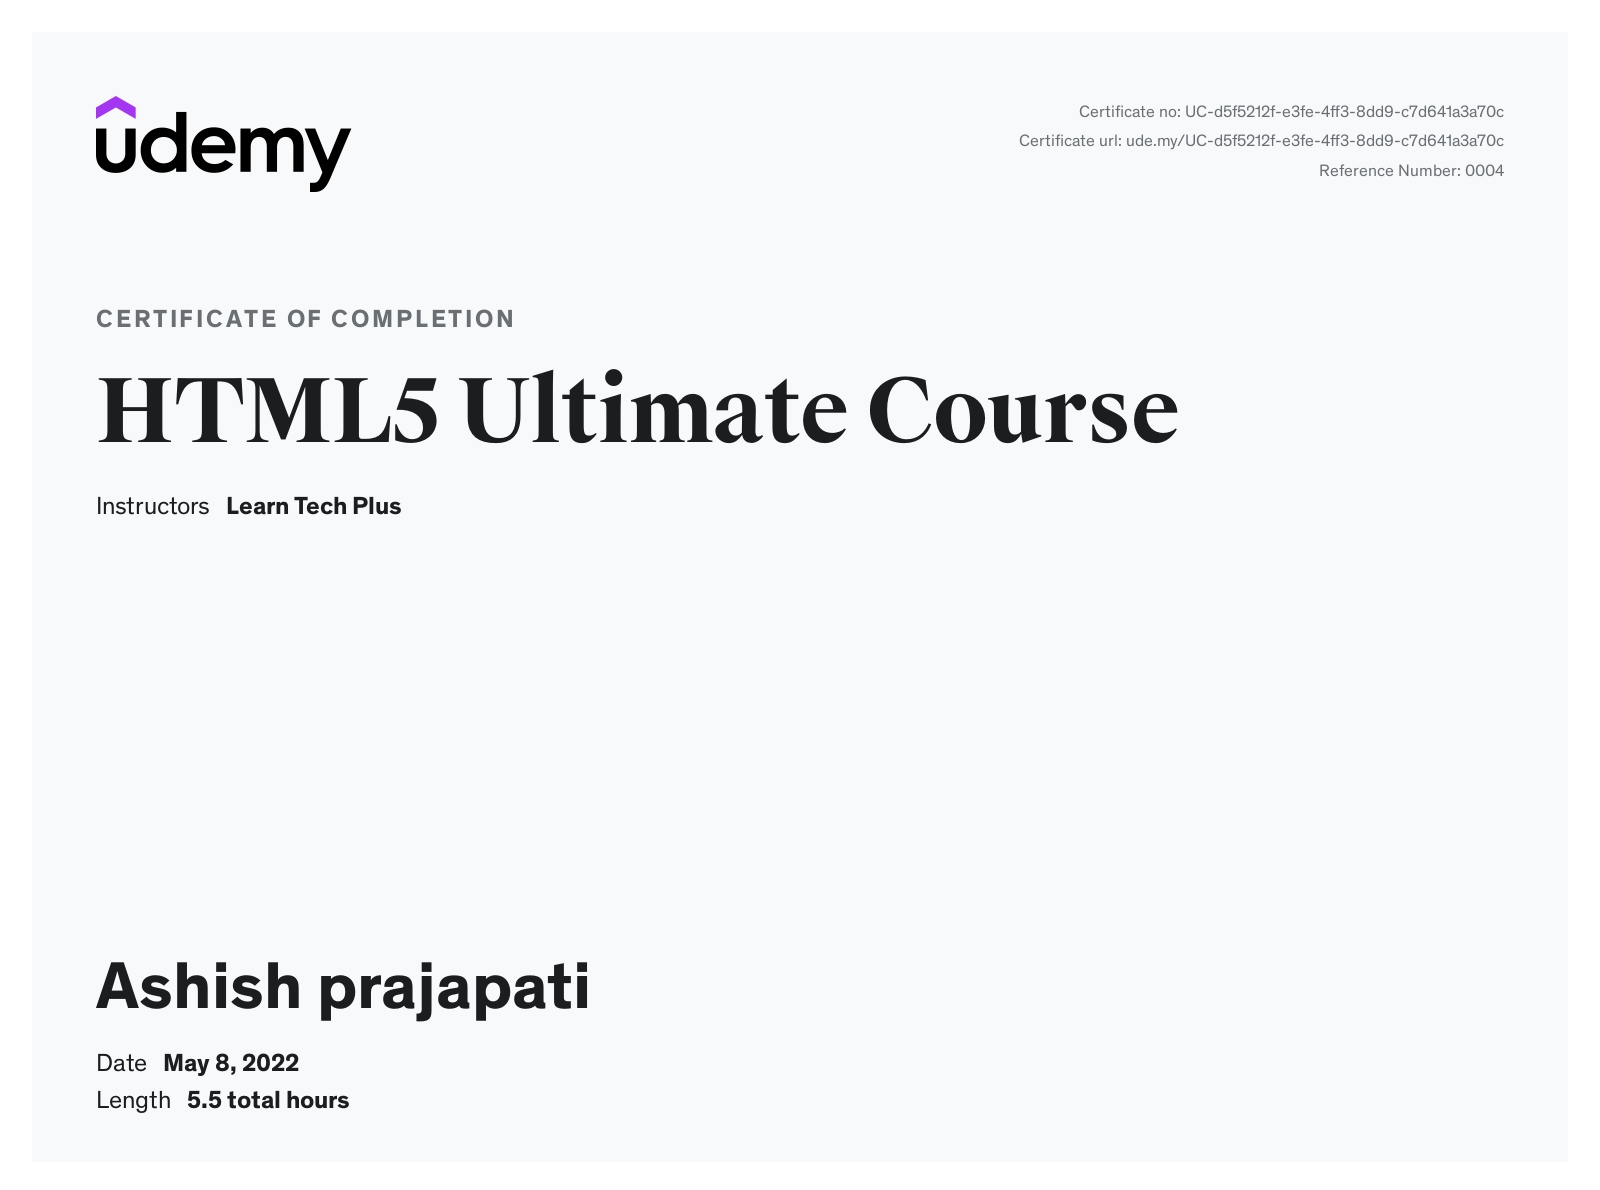 udemy
Certificate no: UC-d5f5212f-e3fe-4ff3-8dd9-c7d641a3a70c
Certificate url: ude.my/UC-d5f5212f-e3fe-4ff3-8dd9-c7d641a3a70c
Reference Number: 0004
CERTIFICATE OF COMPLETION
HTML5 Ultimate Course
Instructors Learn Tech Plus
Ashish prajapati
Date May 8, 2022
Length 5.5 total hours